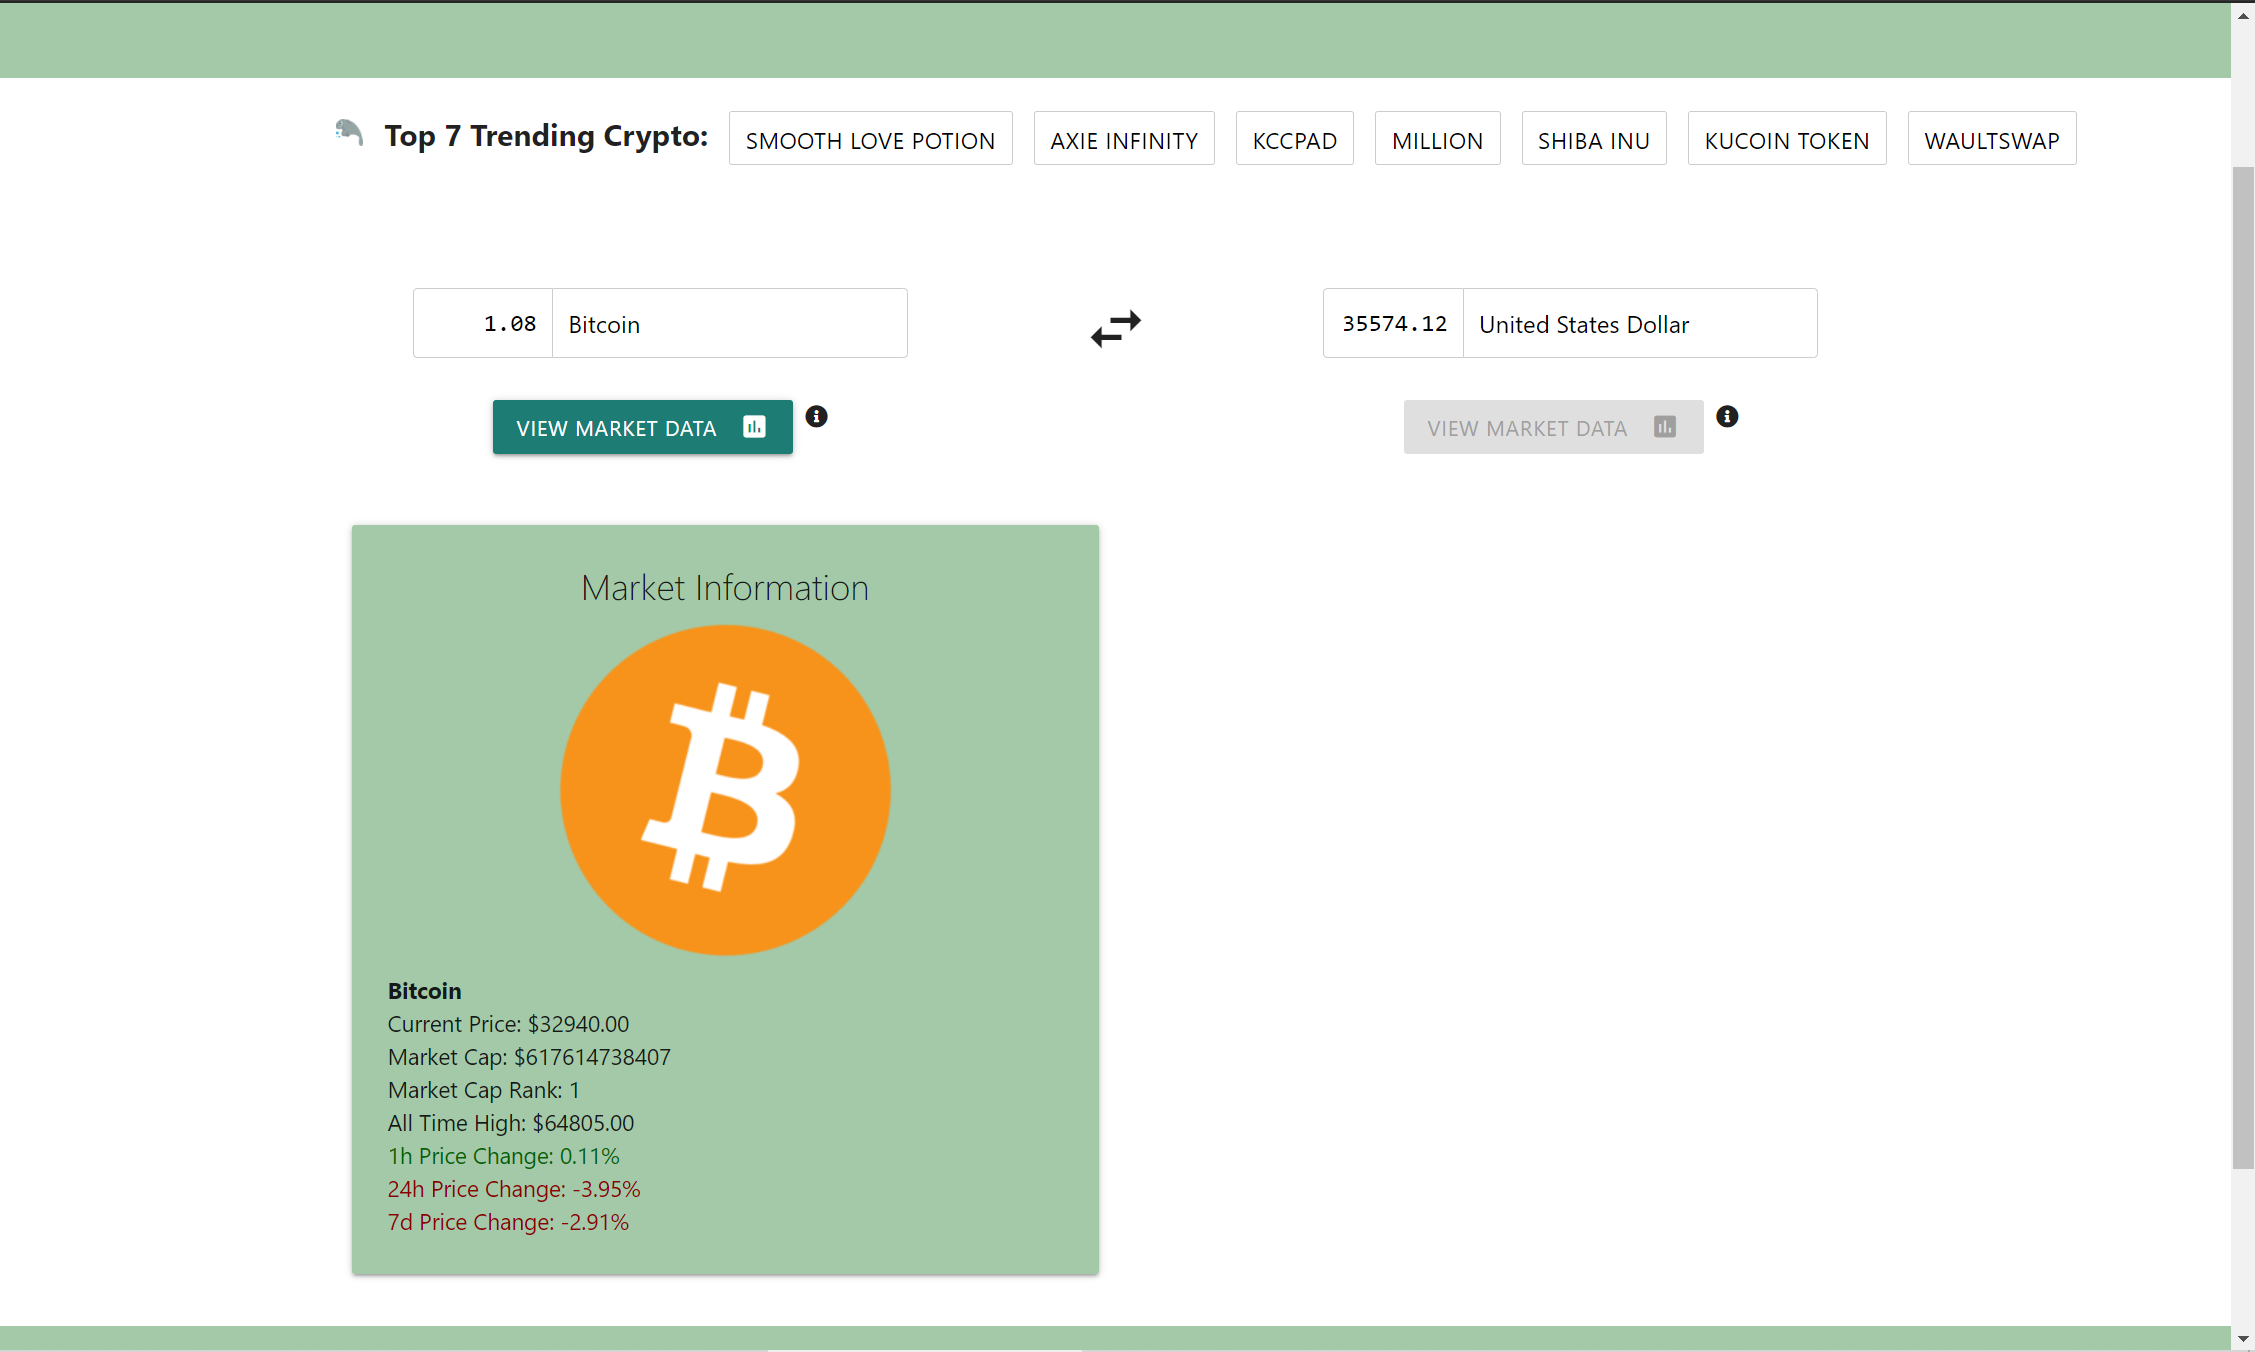 Top 7 Trending Crypto: SMOOTH LOVE POTION AXIE INFINITY KCCPAD MILLION SHIBA INU KUCOIN TOKEN WAULTSWAP
1.08 Bitcoin 35574.12 United States Dollar
VIEW MARKET DATA VIEW MARKET DATA
Market Information
Bitcoin
Current Price: $32940.00
Market Cap: $617614738407
Market Cap Rank: 1
All Time High: $64805.00
1h Price Change: 0.11%
24h Price Change: -3.95%
7d Price Change: -2.91%